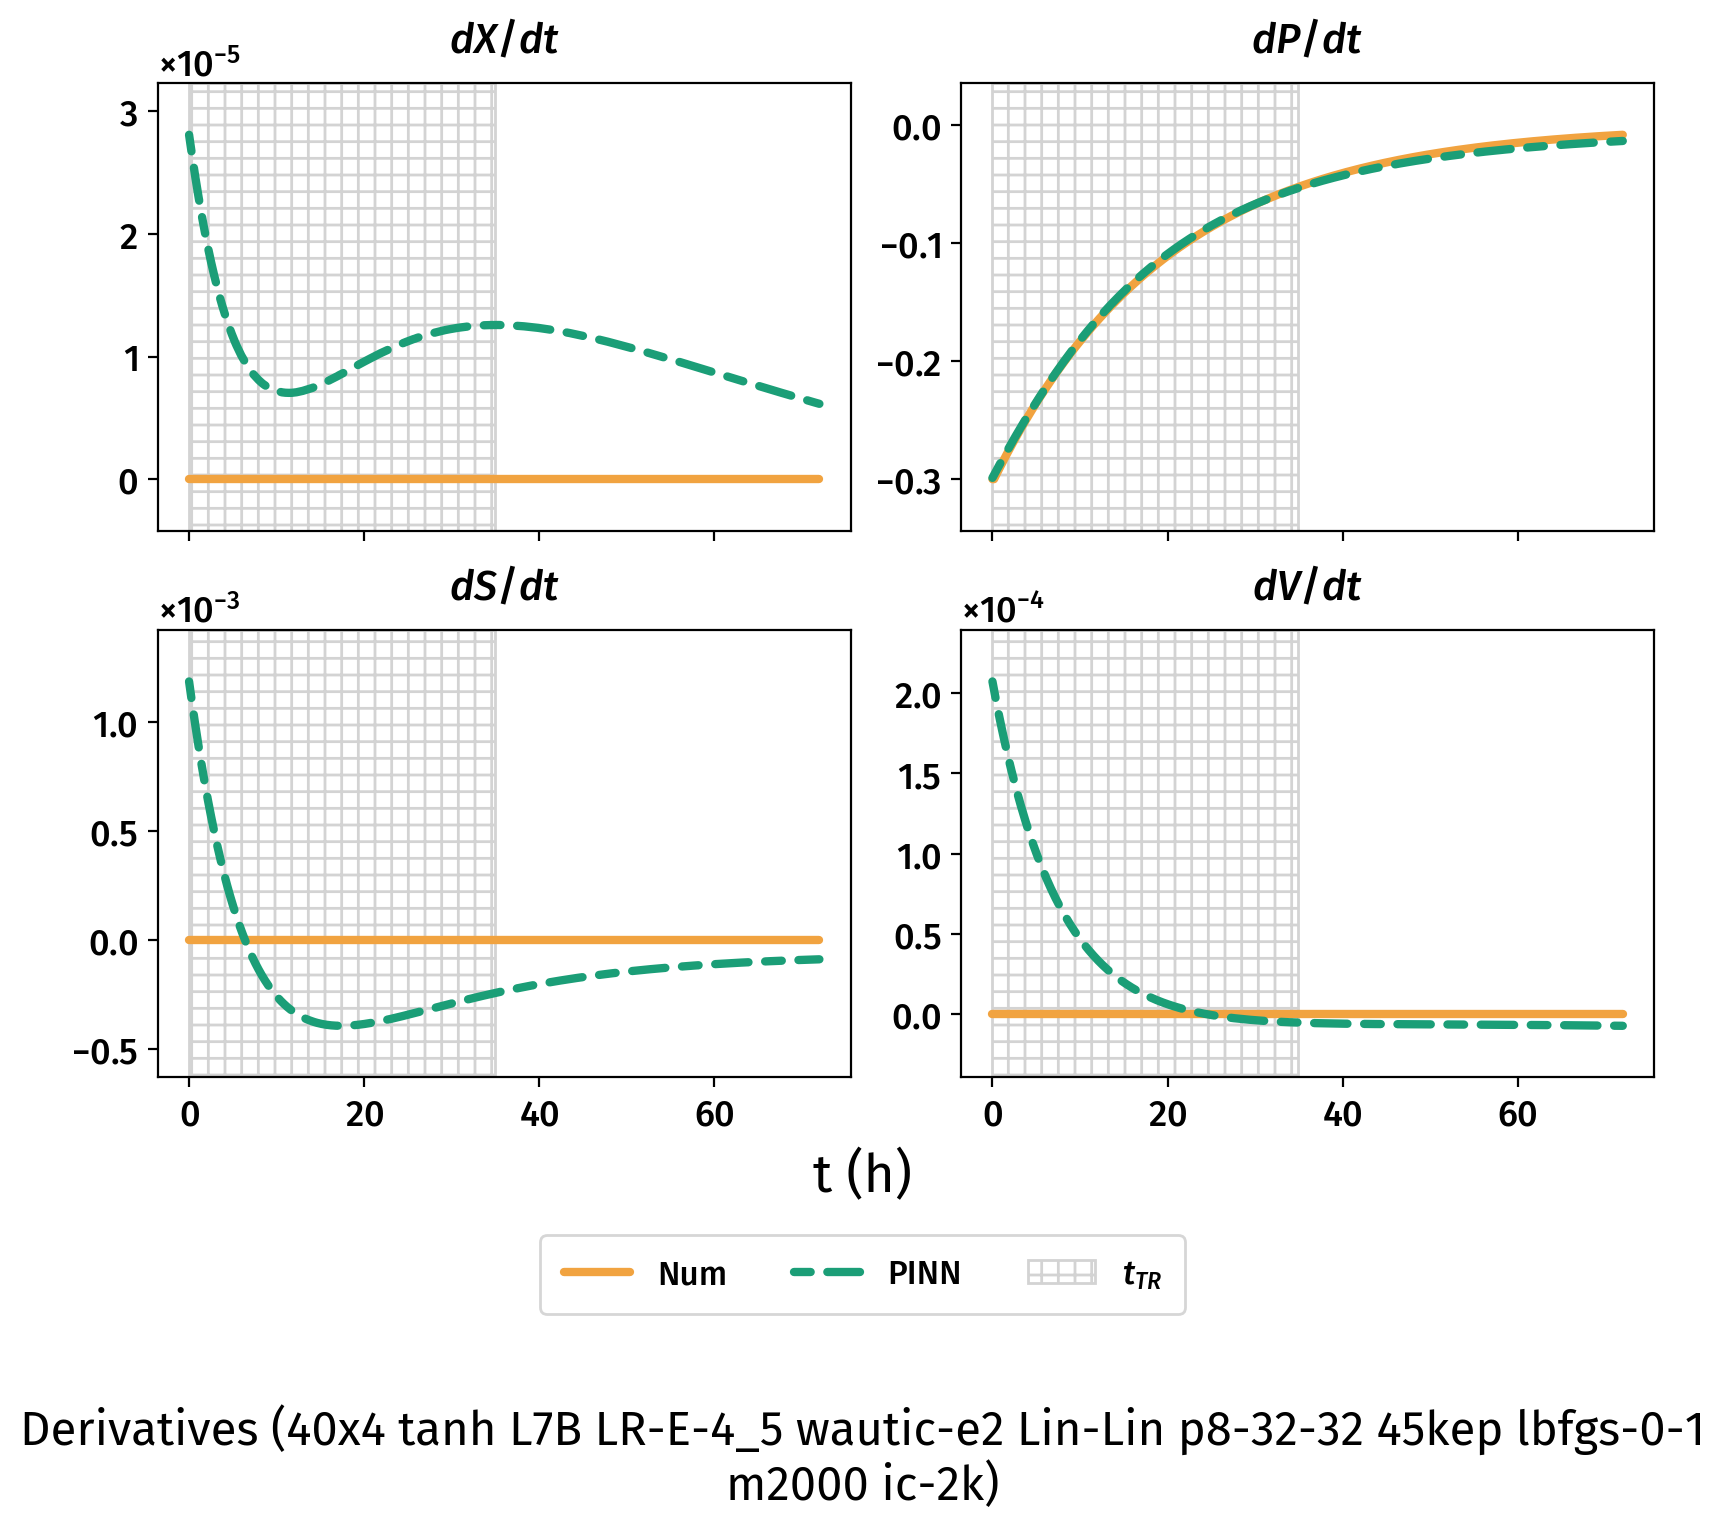 dX/dt
×10⁻⁵
3
2
1
0
dP/dt
0.0
−0.1
−0.2
−0.3
dS/dt
×10⁻³
1.0
0.5
0.0
−0.5
0 20 40 60
dV/dt
×10⁻⁴
2.0
1.5
1.0
0.5
0.0
0 20 40 60
t (h)
Num PINN t_TR
Derivatives (40x4 tanh L7B LR-E-4_5 wautic-e2 Lin-Lin p8-32-32 45kep lbfgs-0-1
m2000 ic-2k)